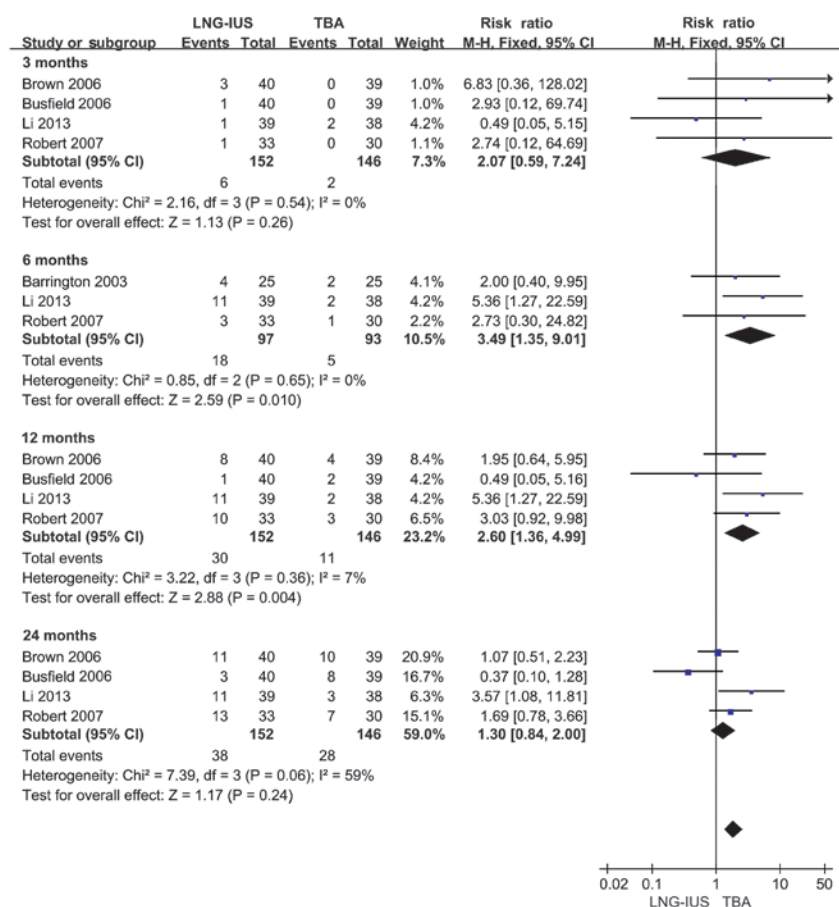 LNG-IUS TBA Risk ratio Risk ratio
Study or subgroup Events Total Events Total Weight M-H, Fixed, 95% CI M-H, Fixed, 95% CI
3 months
Brown 2006 3 40 0 39 1.0% 6.83 [0.36, 128.02]
Busfield 2006 1 40 0 39 1.0% 2.93 [0.12, 69.74]
Li 2013 1 39 2 38 4.2% 0.49 [0.05, 5.15]
Robert 2007 1 33 0 30 1.1% 2.74 [0.12, 64.69]
Subtotal (95% CI) 152 146 7.3% 2.07 [0.59, 7.24]
Total events 6 2
Heterogeneity: Chi² = 2.16, df = 3 (P = 0.54); I² = 0%
Test for overall effect: Z = 1.13 (P = 0.26)
6 months
Barrington 2003 4 25 2 25 4.1% 2.00 [0.40, 9.95]
Li 2013 11 39 2 38 4.2% 5.36 [1.27, 22.59]
Robert 2007 3 33 1 30 2.2% 2.73 [0.30, 24.82]
Subtotal (95% CI) 97 93 10.5% 3.49 [1.35, 9.01]
Total events 18 5
Heterogeneity: Chi² = 0.85, df = 2 (P = 0.65); I² = 0%
Test for overall effect: Z = 2.59 (P = 0.010)
12 months
Brown 2006 8 40 4 39 8.4% 1.95 [0.64, 5.95]
Busfield 2006 1 40 2 39 4.2% 0.49 [0.05, 5.16]
Li 2013 11 39 2 38 4.2% 5.36 [1.27, 22.59]
Robert 2007 10 33 3 30 6.5% 3.03 [0.92, 9.98]
Subtotal (95% CI) 152 146 23.2% 2.60 [1.36, 4.99]
Total events 30 11
Heterogeneity: Chi² = 3.22, df = 3 (P = 0.36); I² = 7%
Test for overall effect: Z = 2.88 (P = 0.004)
24 months
Brown 2006 11 40 10 39 20.9% 1.07 [0.51, 2.23]
Busfield 2006 3 40 8 39 16.7% 0.37 [0.10, 1.28]
Li 2013 11 39 3 38 6.3% 3.57 [1.08, 11.81]
Robert 2007 13 33 7 30 15.1% 1.69 [0.78, 3.66]
Subtotal (95% CI) 152 146 59.0% 1.30 [0.84, 2.00]
Total events 38 28
Heterogeneity: Chi² = 7.39, df = 3 (P = 0.06); I² = 59%
Test for overall effect: Z = 1.17 (P = 0.24)
0.02 0.1 1 10 50
LNG-IUS TBA